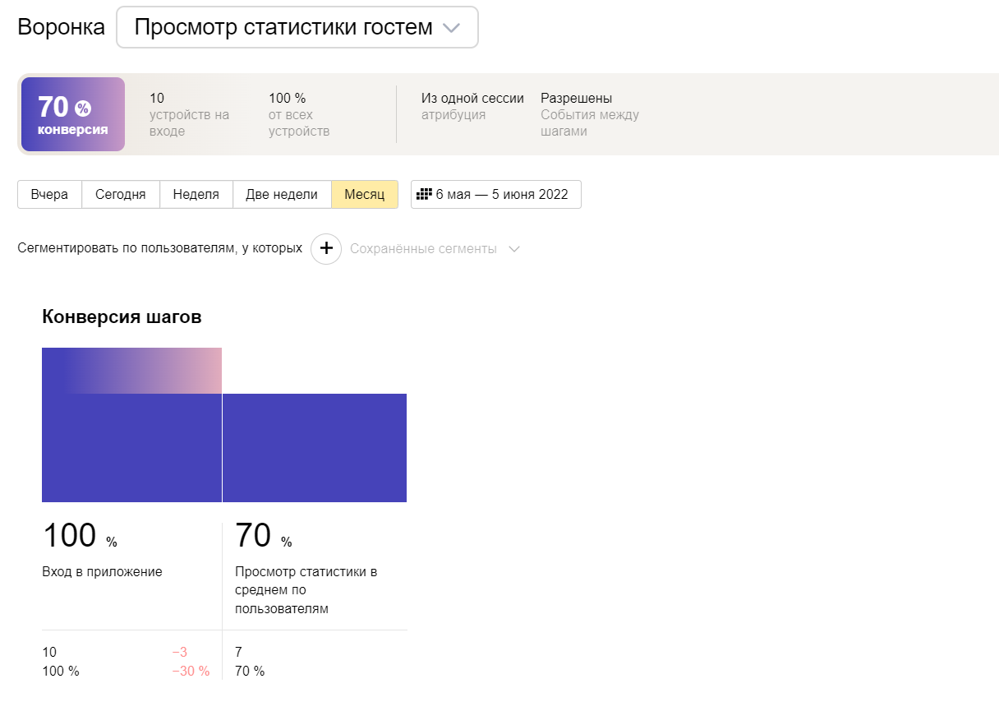 Воронка Просмотр статистики гостем
70 %
конверсия
10
устройств на
входе
100 %
от всех
устройств
Из одной сессии
атрибуция
Разрешены
События между
шагами
Вчера Сегодня Неделя Две недели Месяц 6 мая — 5 июня 2022
Сегментировать по пользователям, у которых + Сохранённые сегменты
Конверсия шагов
100 %
Вход в приложение
70 %
Просмотр статистики в
среднем по
пользователям
10 −3 7
100 % −30 % 70 %